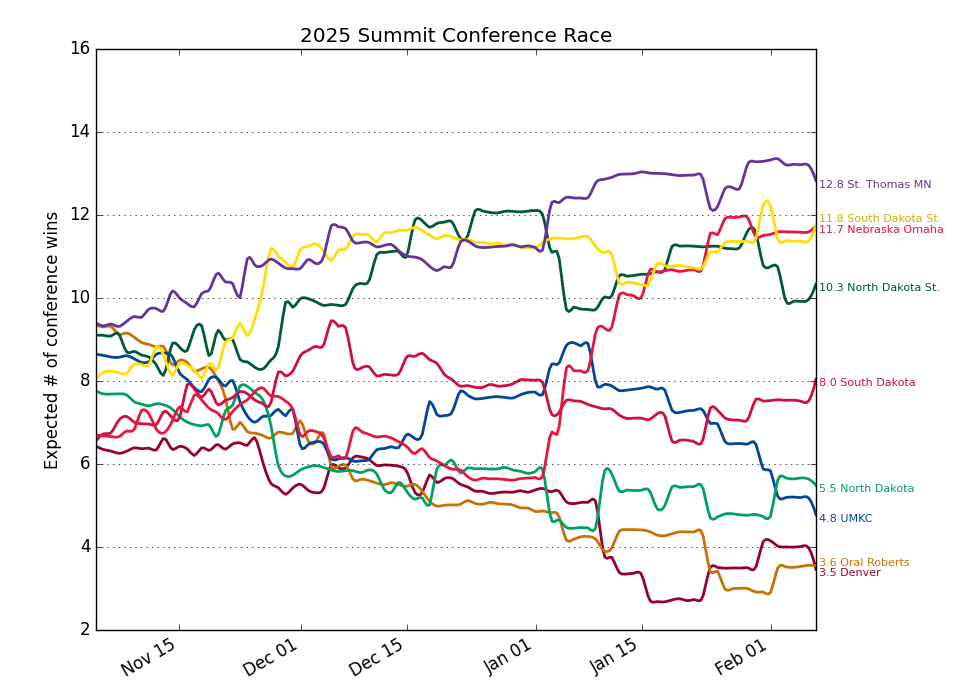 2025 Summit Conference Race
Expected # of conference wins
16
14
12
10
8
6
4
2
Nov 15
Dec 01
Dec 15
Jan 01
Jan 15
Feb 01
12.8 St. Thomas MN
11.8 South Dakota St.
11.7 Nebraska Omaha
10.3 North Dakota St.
8.0 South Dakota
5.5 North Dakota
4.8 UMKC
3.6 Oral Roberts
3.5 Denver